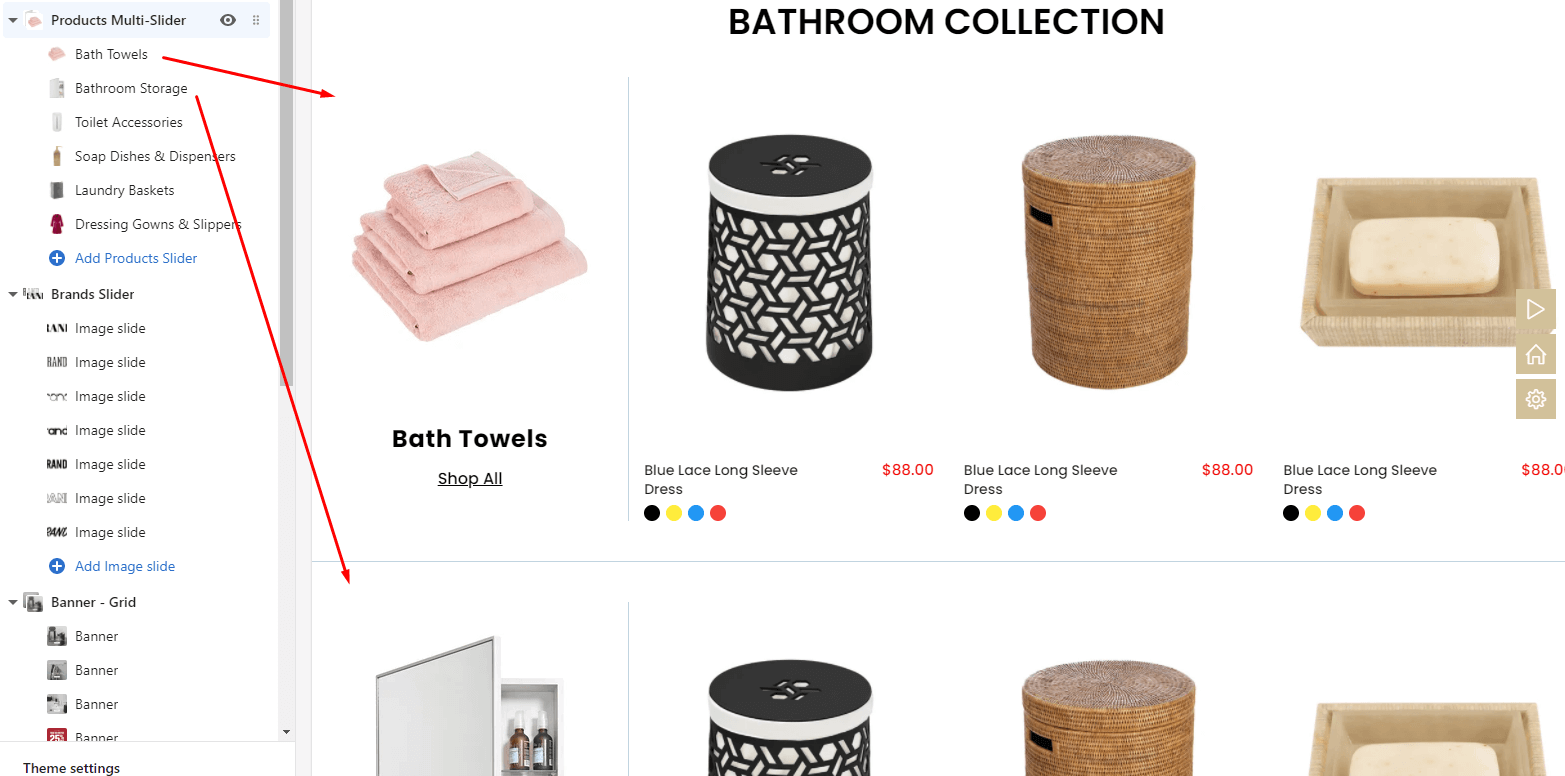 Products Multi-Slider
Bath Towels
Bathroom Storage
Toilet Accessories
Soap Dishes & Dispensers
Laundry Baskets
Dressing Gowns & Slippers
Add Products Slider
Brands Slider
Image slide
Image slide
Image slide
Image slide
RAND Image slide
Image slide
Image slide
Add Image slide
Banner - Grid
Banner
Banner
Banner
25% Banner
Theme settings
BATHROOM COLLECTION
Bath Towels
Shop All
Blue Lace Long Sleeve
Dress
$88.00
Blue Lace Long Sleeve
Dress
$88.00
Blue Lace Long Sleeve
Dress
$88.0